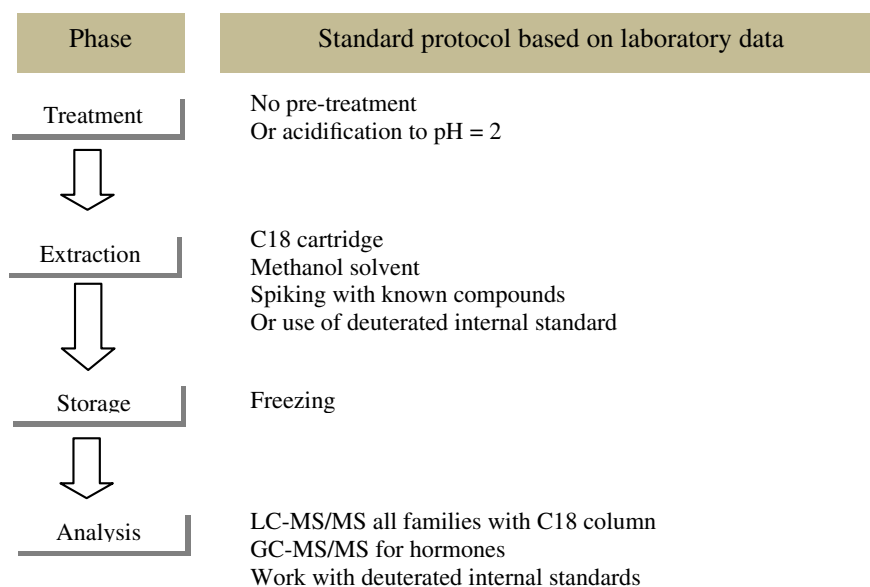 Phase
Standard protocol based on laboratory data
Treatment
No pre-treatment
Or acidification to pH = 2
Extraction
C18 cartridge
Methanol solvent
Spiking with known compounds
Or use of deuterated internal standard
Storage
Freezing
Analysis
LC-MS/MS all families with C18 column
GC-MS/MS for hormones
Work with deuterated internal standards